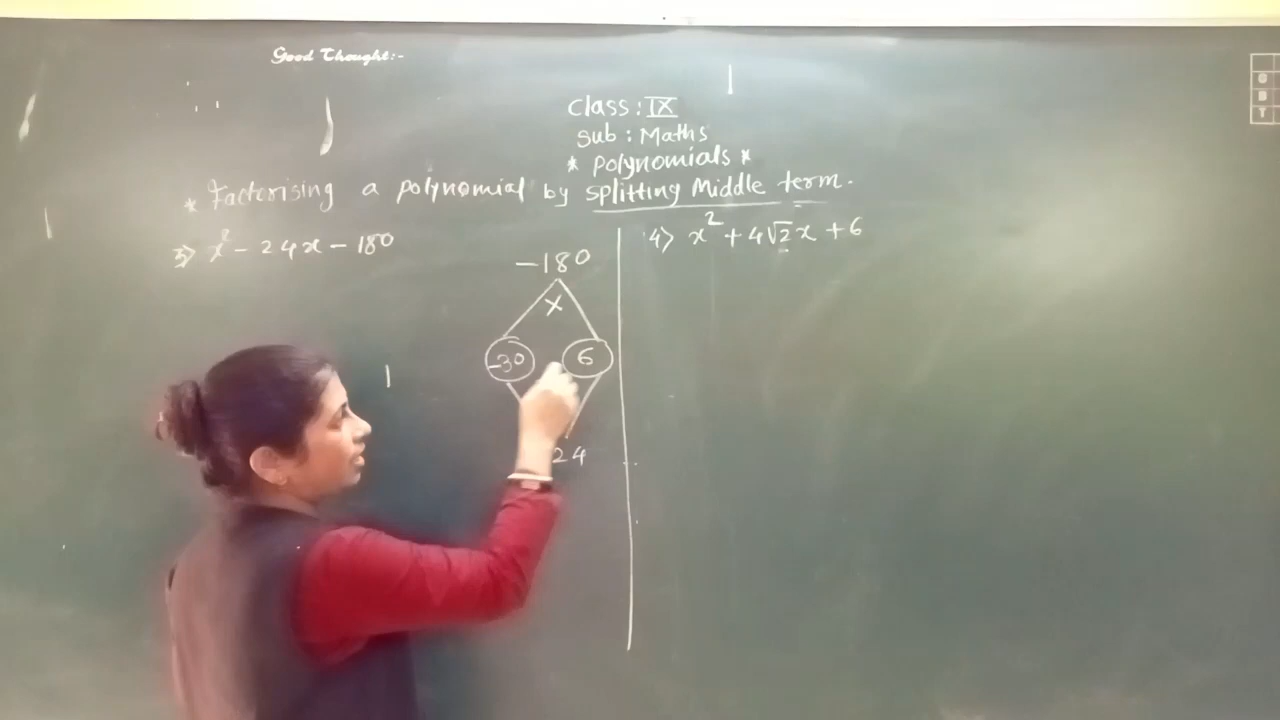 Good Thought:-
Class: IX
Sub: Maths
* Polynomials *
* Factorising a polynomial by splitting Middle term.
3) x² - 24x - 180
-180
×
-30 6
24
4) x² + 4√2x + 6